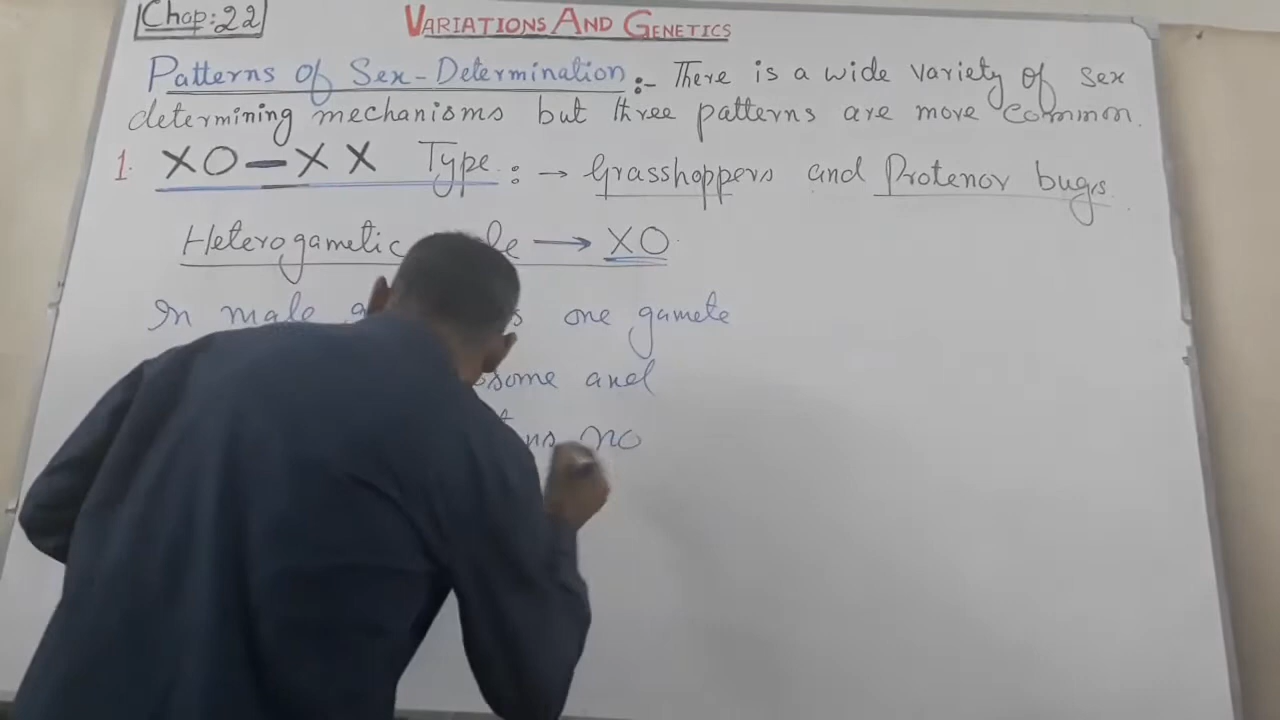 Chap: 22
VARIATIONS AND GENETICS
Patterns of Sex-Determination :- There is a wide variety of sex
determining mechanisms but three patterns are more common.
1. XO — XX Type : → Grasshoppers and Protenor bugs.
Heterogametic → XO
In male one gamete
and
no